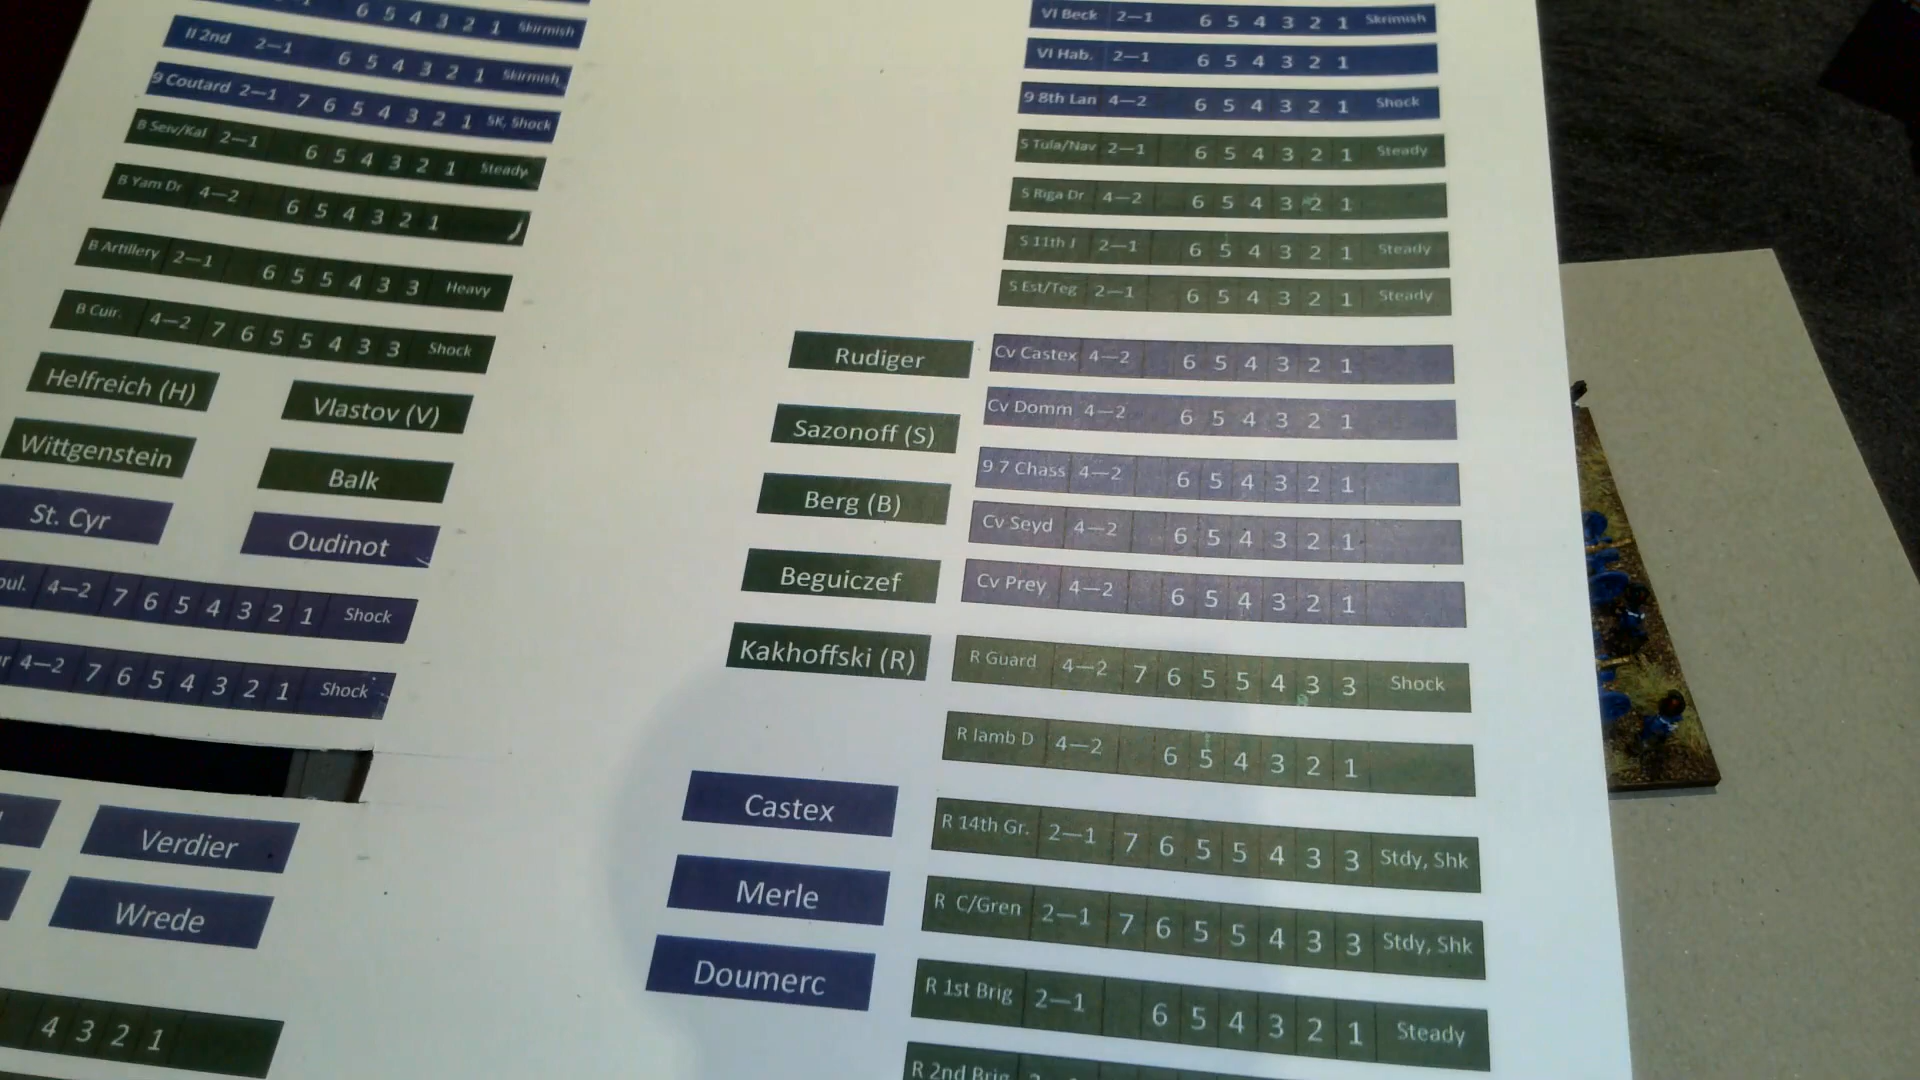 6 5 4 3 2 1 Skirmish
II 2nd 2—1 6 5 4 3 2 1 Skirmish
9 Coutard 2—1 7 6 5 4 3 2 1 SK, Shock
B Seiv/Kal 2—1 6 5 4 3 2 1 Steady
B Yam Dr 4—2 6 5 4 3 2 1
B Artillery 2—1 6 5 5 4 3 3 Heavy
B Cuir. 4—2 7 6 5 5 4 3 3 Shock
Helfreich (H)
Vlastov (V)
Wittgenstein
Balk
St. Cyr
Oudinot
4—2 7 6 5 4 3 2 1 Shock
4—2 7 6 5 4 3 2 1 Shock
Verdier
Wrede
4 3 2 1
VI Beck 2—1 6 5 4 3 2 1 Skrimish
VI Hab. 2—1 6 5 4 3 2 1
9 8th Lan 4—2 6 5 4 3 2 1 Shock
S Tula/Nav 2—1 6 5 4 3 2 1 Steady
S Riga Dr 4—2 6 5 4 3 2 1
S 11th J 2—1 6 5 4 3 2 1 Steady
S Est/Teg 2—1 6 5 4 3 2 1 Steady
Rudiger
Sazonoff (S)
Berg (B)
Beguiczef
Kakhoffski (R)
Castex
Merle
Doumerc
Cv Castex 4—2 6 5 4 3 2 1
Cv Domm 4—2 6 5 4 3 2 1
9 7 Chass 4—2 6 5 4 3 2 1
Cv Seyd 4—2 6 5 4 3 2 1
Cv Prey 4—2 6 5 4 3 2 1
R Guard 4—2 7 6 5 5 4 3 3 Shock
R Iamb D 4—2 6 5 4 3 2 1
R 14th Gr. 2—1 7 6 5 5 4 3 3 Stdy, Shk
R C/Gren 2—1 7 6 5 5 4 3 3 Stdy, Shk
R 1st Brig 2—1 6 5 4 3 2 1 Steady
R 2nd Brig